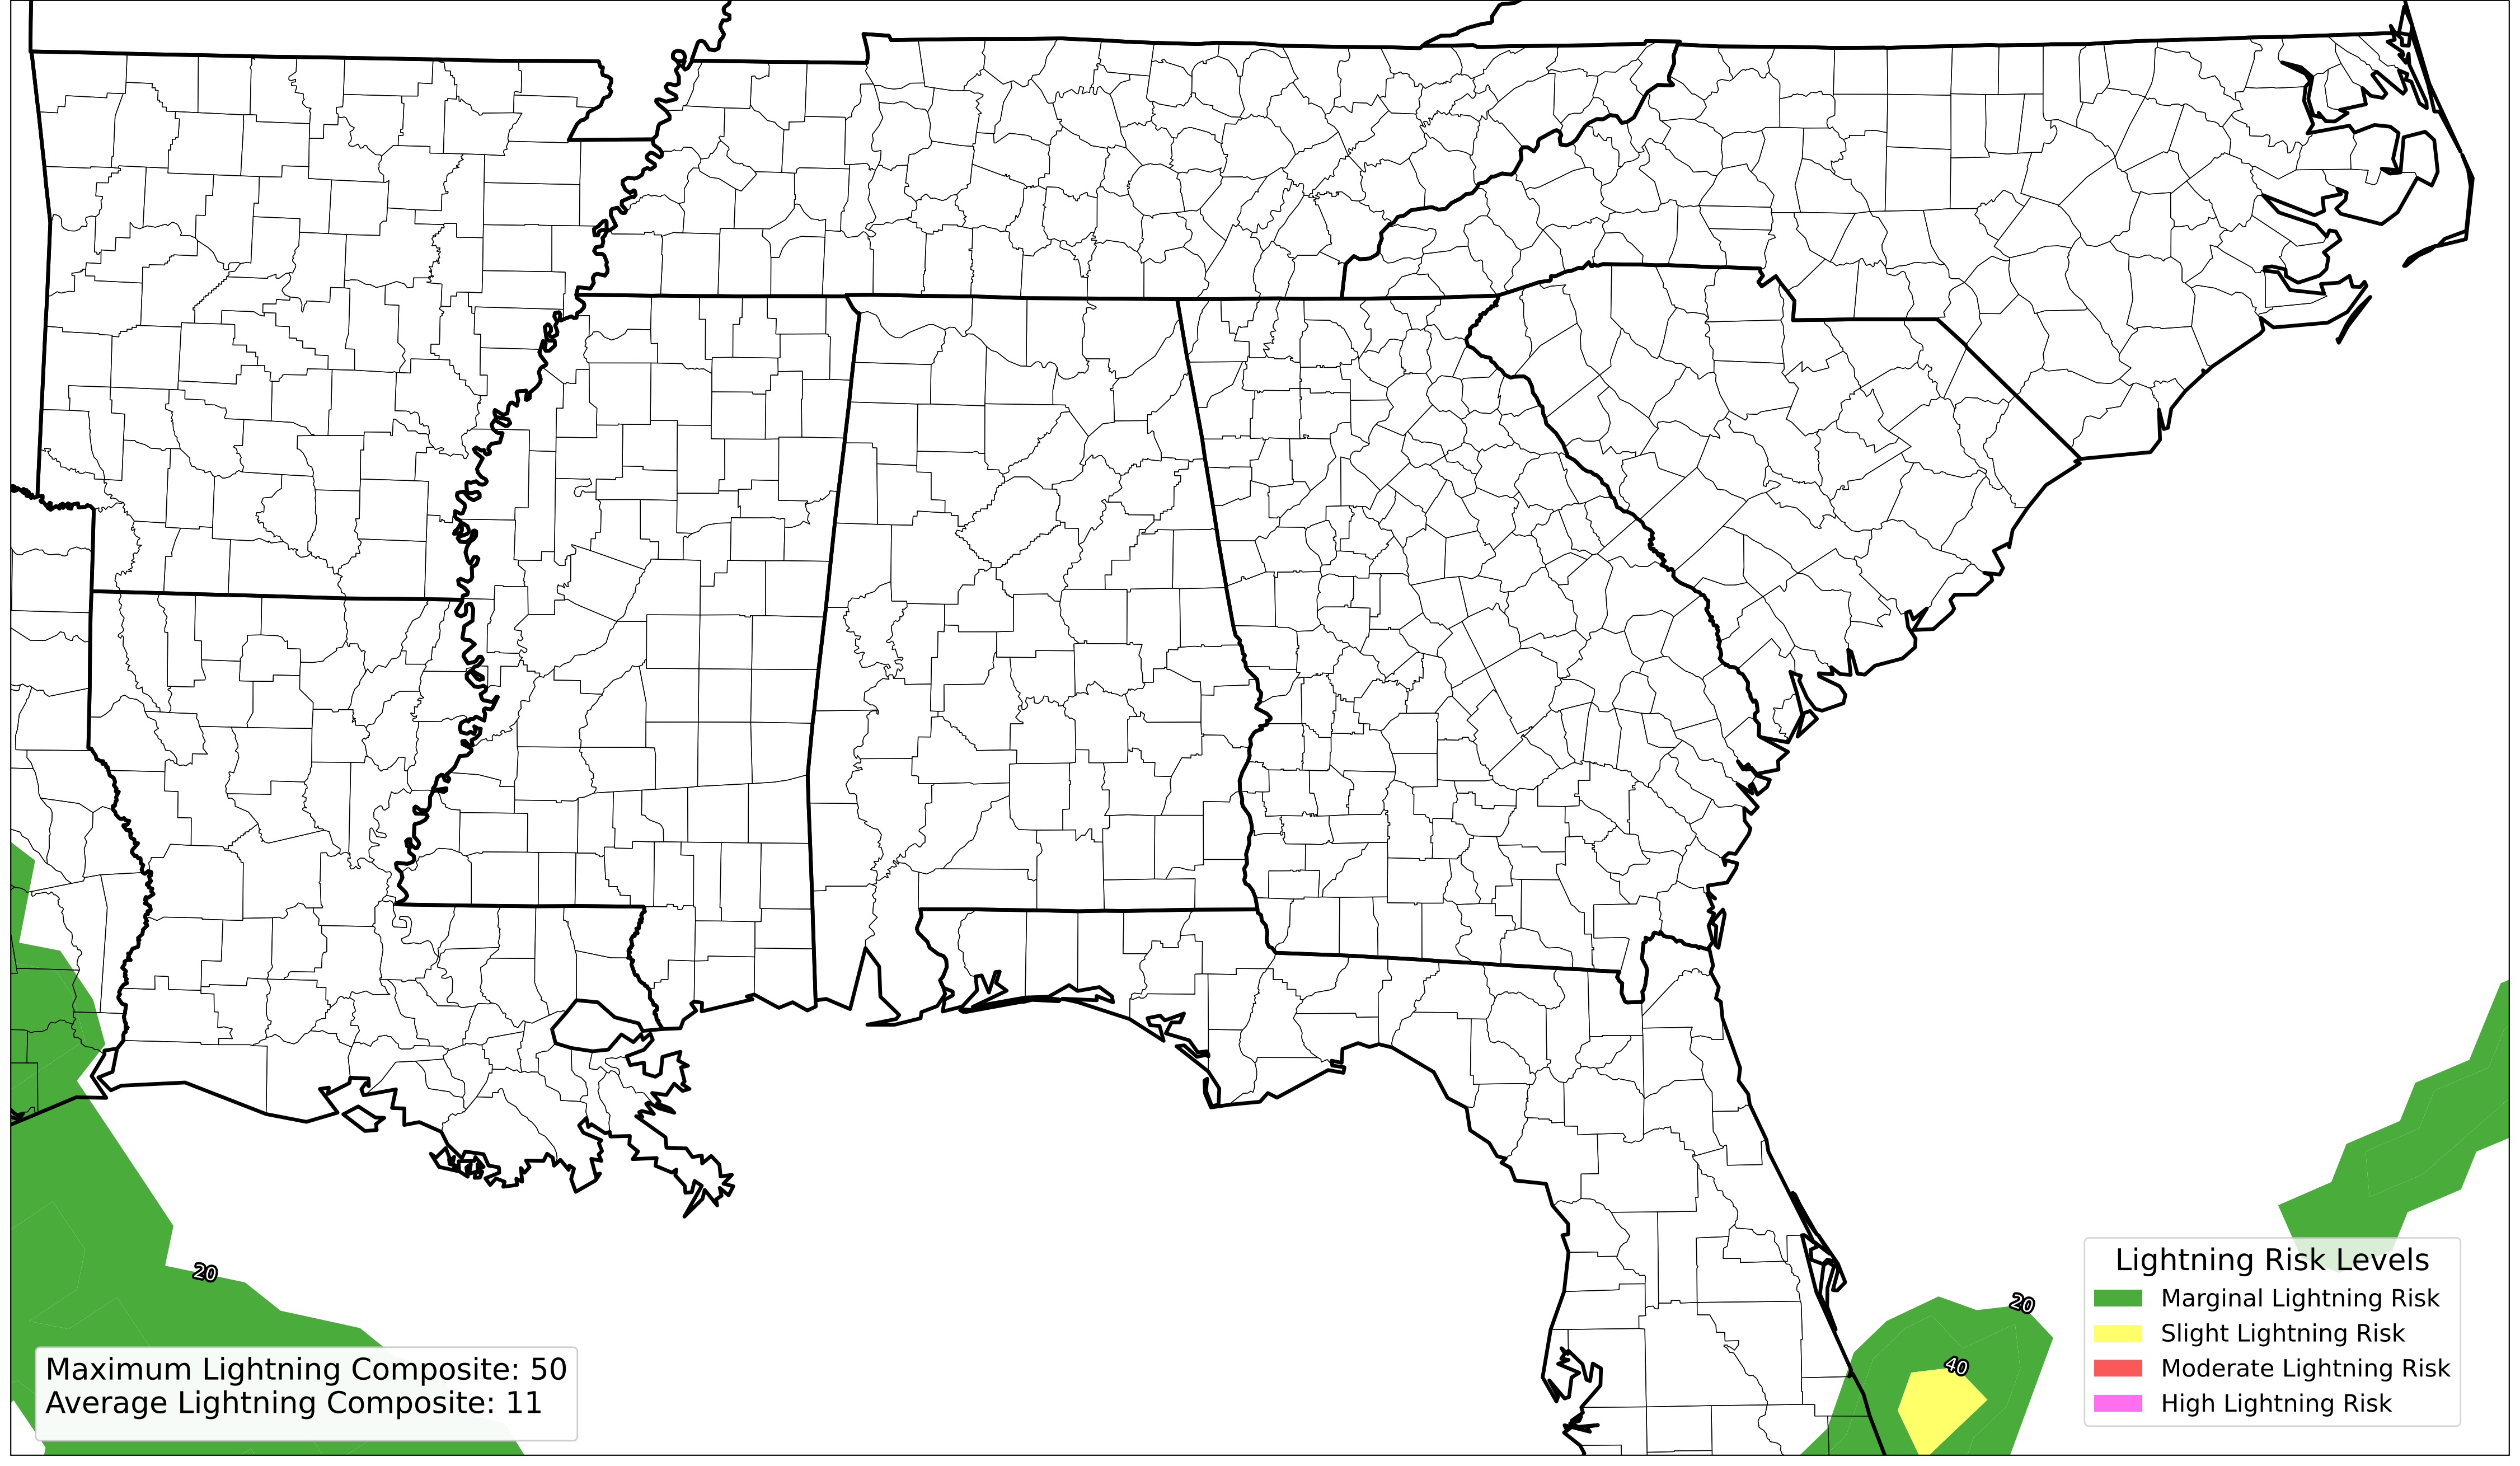 20
20
40
Maximum Lightning Composite: 50
Average Lightning Composite: 11
Lightning Risk Levels
Marginal Lightning Risk
Slight Lightning Risk
Moderate Lightning Risk
High Lightning Risk